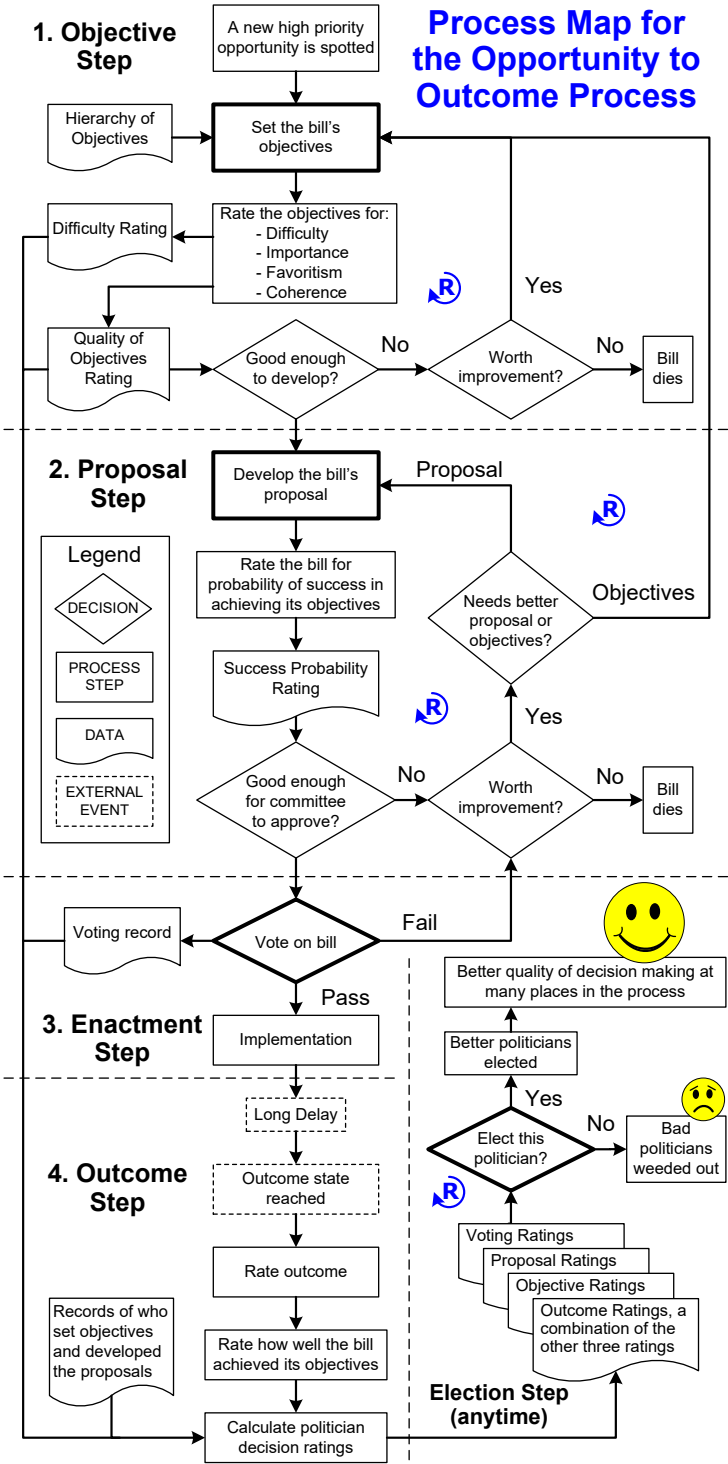 Process Map for
the Opportunity to
Outcome Process
1. Objective
Step
A new high priority
opportunity is spotted
Hierarchy of
Objectives
Set the bill's
objectives
Difficulty Rating
Rate the objectives for:
- Difficulty
- Importance
- Favoritism
- Coherence
R
Yes
Quality of
Objectives
Rating
Good enough
to develop?
No
Worth
improvement?
No
Bill
dies
2. Proposal
Step
Develop the bill's
proposal
Proposal
R
Legend
DECISION
PROCESS
STEP
DATA
EXTERNAL
EVENT
Rate the bill for
probability of success in
achieving its objectives
Needs better
proposal or
objectives?
Objectives
Success Probability
Rating
R
Yes
Good enough
for committee
to approve?
No
Worth
improvement?
No
Bill
dies
Voting record
Vote on bill
Fail
Pass
3. Enactment
Step
Implementation
Better quality of decision making at
many places in the process
Better politicians
elected
Yes
Elect this
politician?
No
Bad
politicians
weeded out
R
4. Outcome
Step
Long Delay
Outcome state
reached
Rate outcome
Records of who
set objectives
and developed
the proposals
Rate how well the bill
achieved its objectives
Calculate politician
decision ratings
Voting Ratings
Proposal Ratings
Objective Ratings
Outcome Ratings, a
combination of the
other three ratings
Election Step
(anytime)